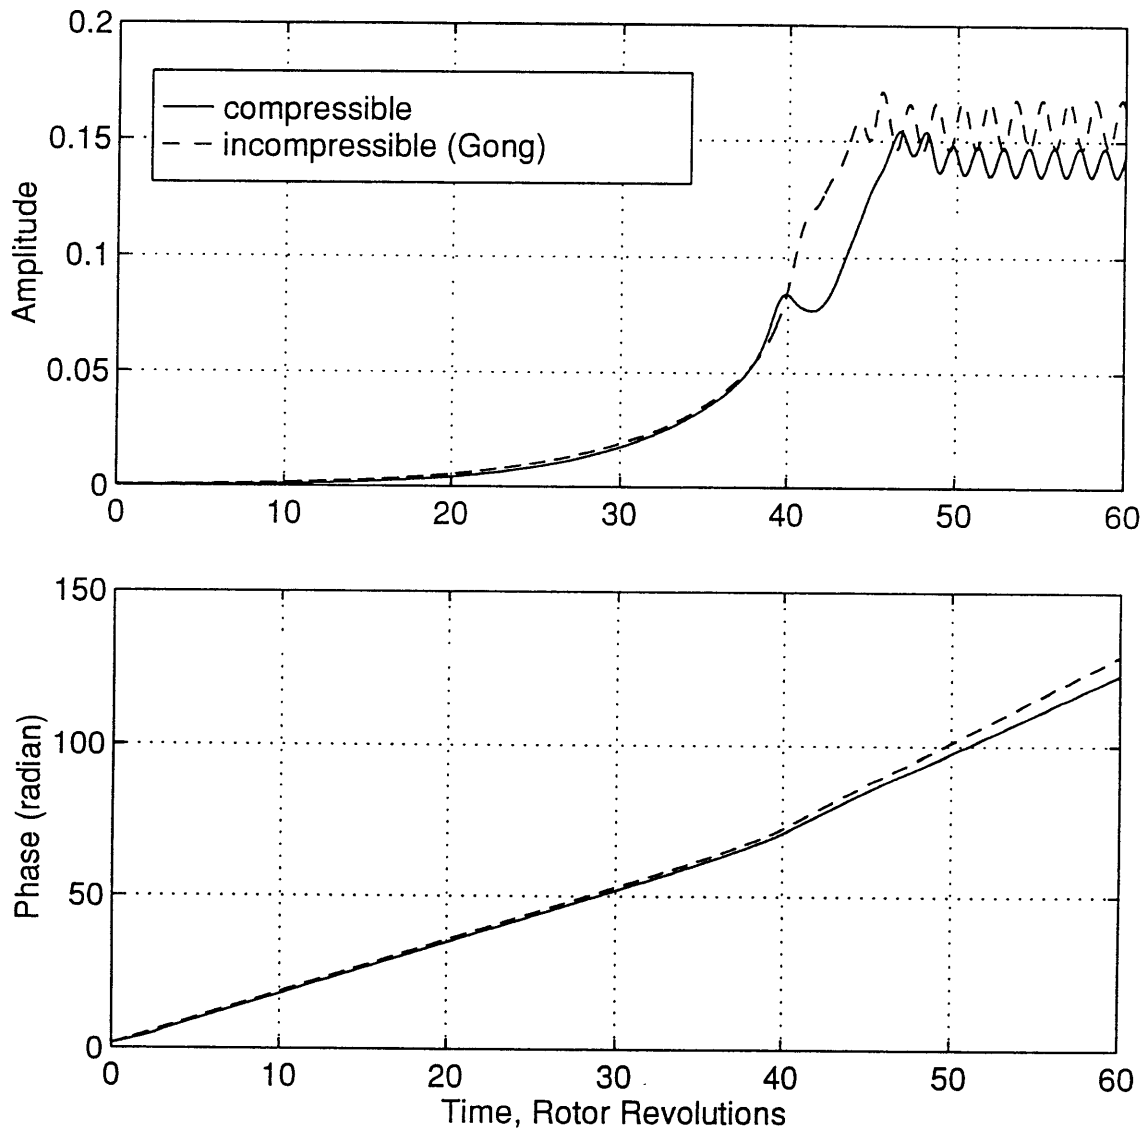 0.2
compressible
incompressible (Gong)
0.15
0.1
0.05
0
Amplitude
0 10 20 30 40 50 60
150
100
50
0
Phase (radian)
0 10 20 30 40 50 60
Time, Rotor Revolutions